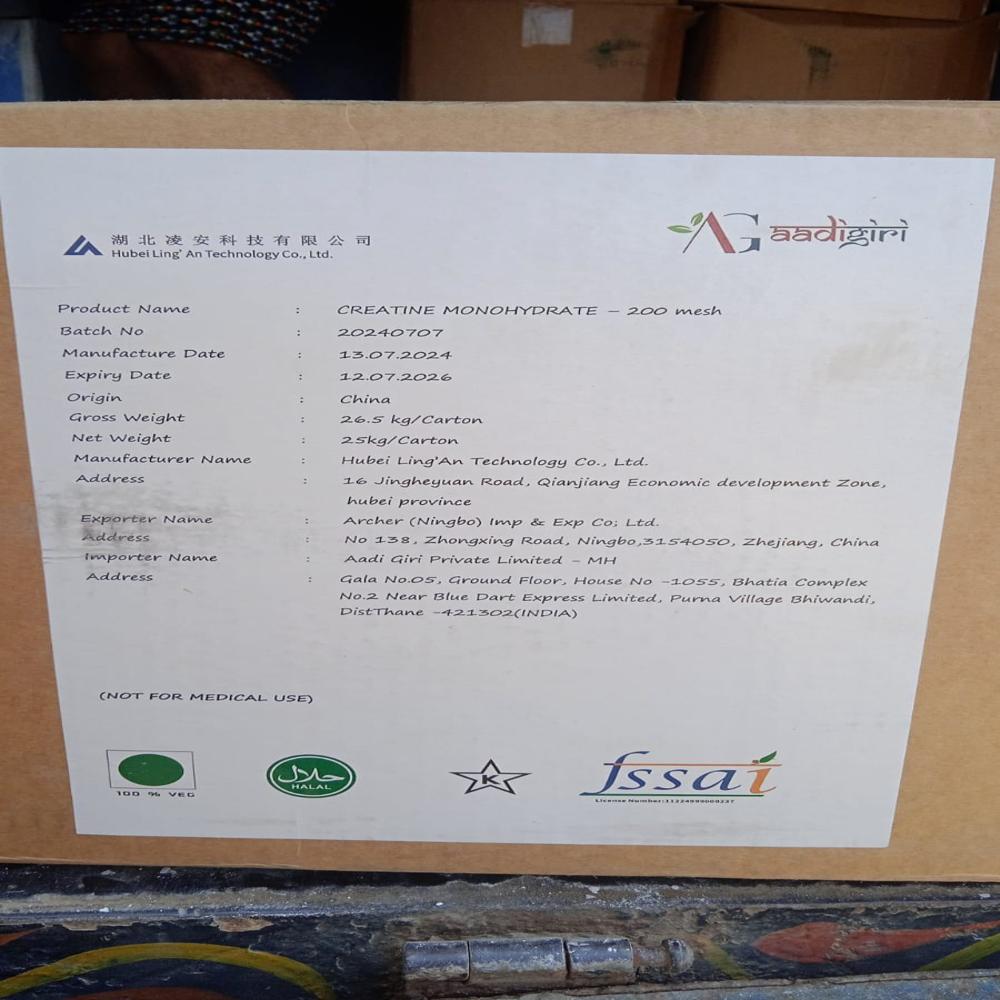 湖北凌安科技有限公司
Hubei Ling' An Technology Co., Ltd.
AG aadigiri
Product Name : CREATINE MONOHYDRATE – 200 mesh
Batch No : 20240707
Manufacture Date : 13.07.2024
Expiry Date : 12.07.2026
Origin : China
Gross Weight : 26.5 kg/Carton
Net Weight : 25kg/Carton
Manufacturer Name : Hubei Ling'An Technology Co., Ltd.
Address : 16 Jingheyuan Road, Qianjiang Economic development Zone,
hubei province
Exporter Name : Archer (Ningbo) Imp & Exp Co; Ltd.
Address : No 138, Zhongxing Road, Ningbo,3154050, Zhejiang, China
Importer Name : Aadi Giri Private Limited – MH
Address : Gala No.05, Ground Floor, House No -1055, Bhatia Complex
No.2 Near Blue Dart Express Limited, Purna Village Bhiwandi,
DistThane -421302(INDIA)
(NOT FOR MEDICAL USE)
100 % VEG
حلال
HALAL
K
fssai
License Number: